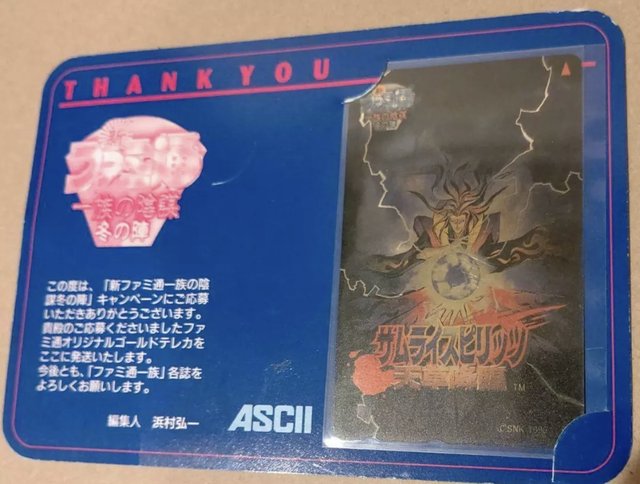 THANK YOU
ファミ通
一族の陰謀
冬の陣
この度は、「新ファミ通一族の陰
謀冬の陣」キャンペーンにご応募
いただきありがとうございます。
貴殿のご応募くださいましたファ
ミ通オリジナルゴールドテレカを
ここに発送いたします。
今後とも、「ファミ通一族」各誌を
よろしくお願いします。
編集人 浜村弘一
ASCII
サムライスピリッツ
TM
©SNK